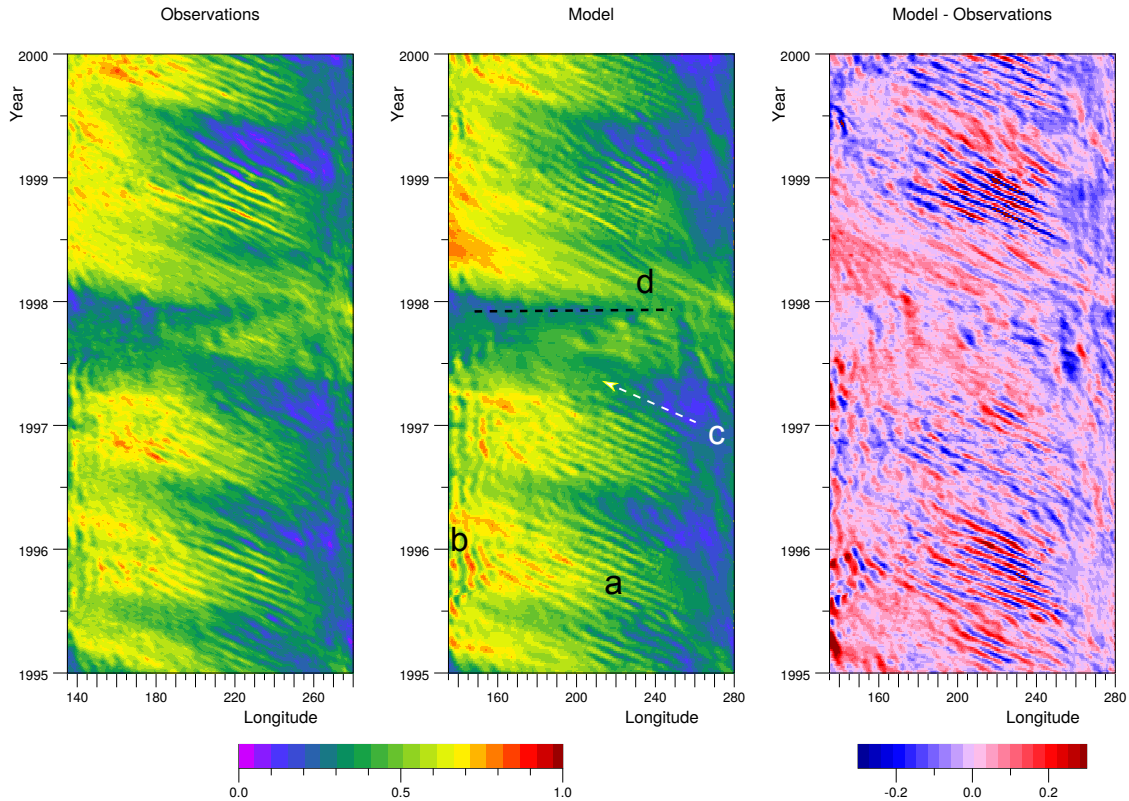 Observations
Model
Model - Observations
2000
1999
1998
1997
1996
1995
Year
140 180 220 260
Longitude
2000
1999
1998
1997
1996
1995
Year
d
c
b
a
160 200 240 280
Longitude
2000
1999
1998
1997
1996
1995
Year
160 200 240 280
Longitude
0.0 0.5 1.0
-0.2 0.0 0.2